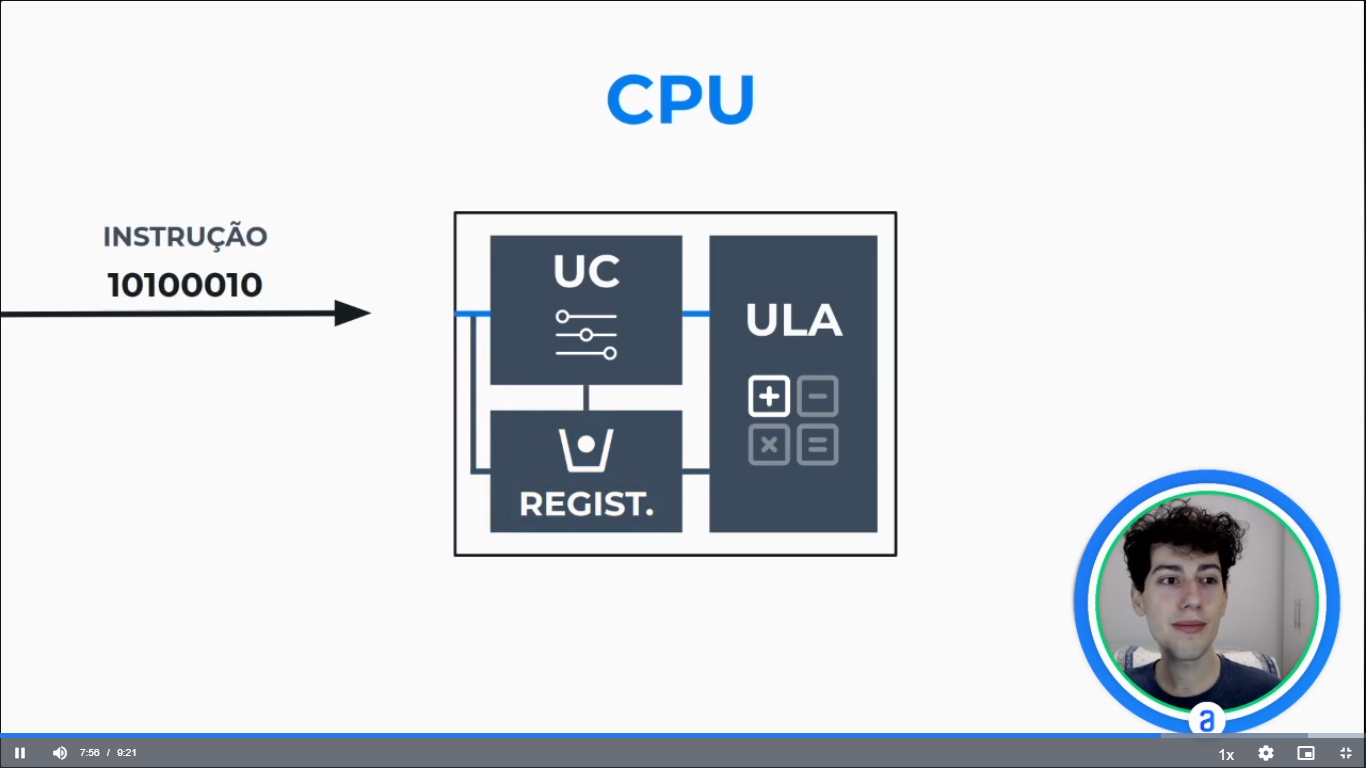 CPU
INSTRUÇÃO
10100010
UC
ULA
REGIST.
a
7:56 / 9:21
1x